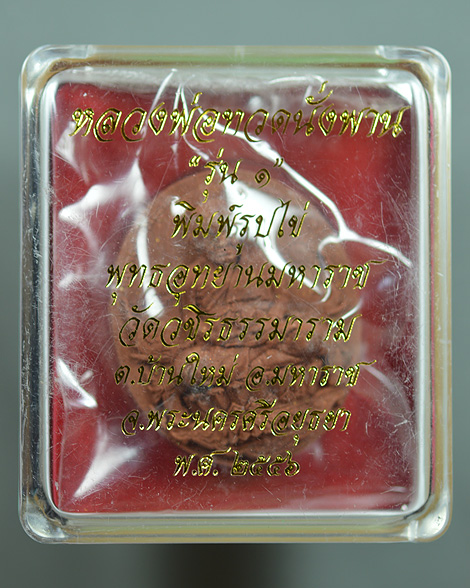 หลวงพ่อทวดนั่งพาน
“รุ่น ๑”
พิมพ์รูปไข่
พุทธอุทยานมหาราช
วัดวชิรธรรมาราม
ต.บ้านใหม่ อ.มหาราช
จ.พระนครศรีอยุธยา
พ.ศ. ๒๕๕๖